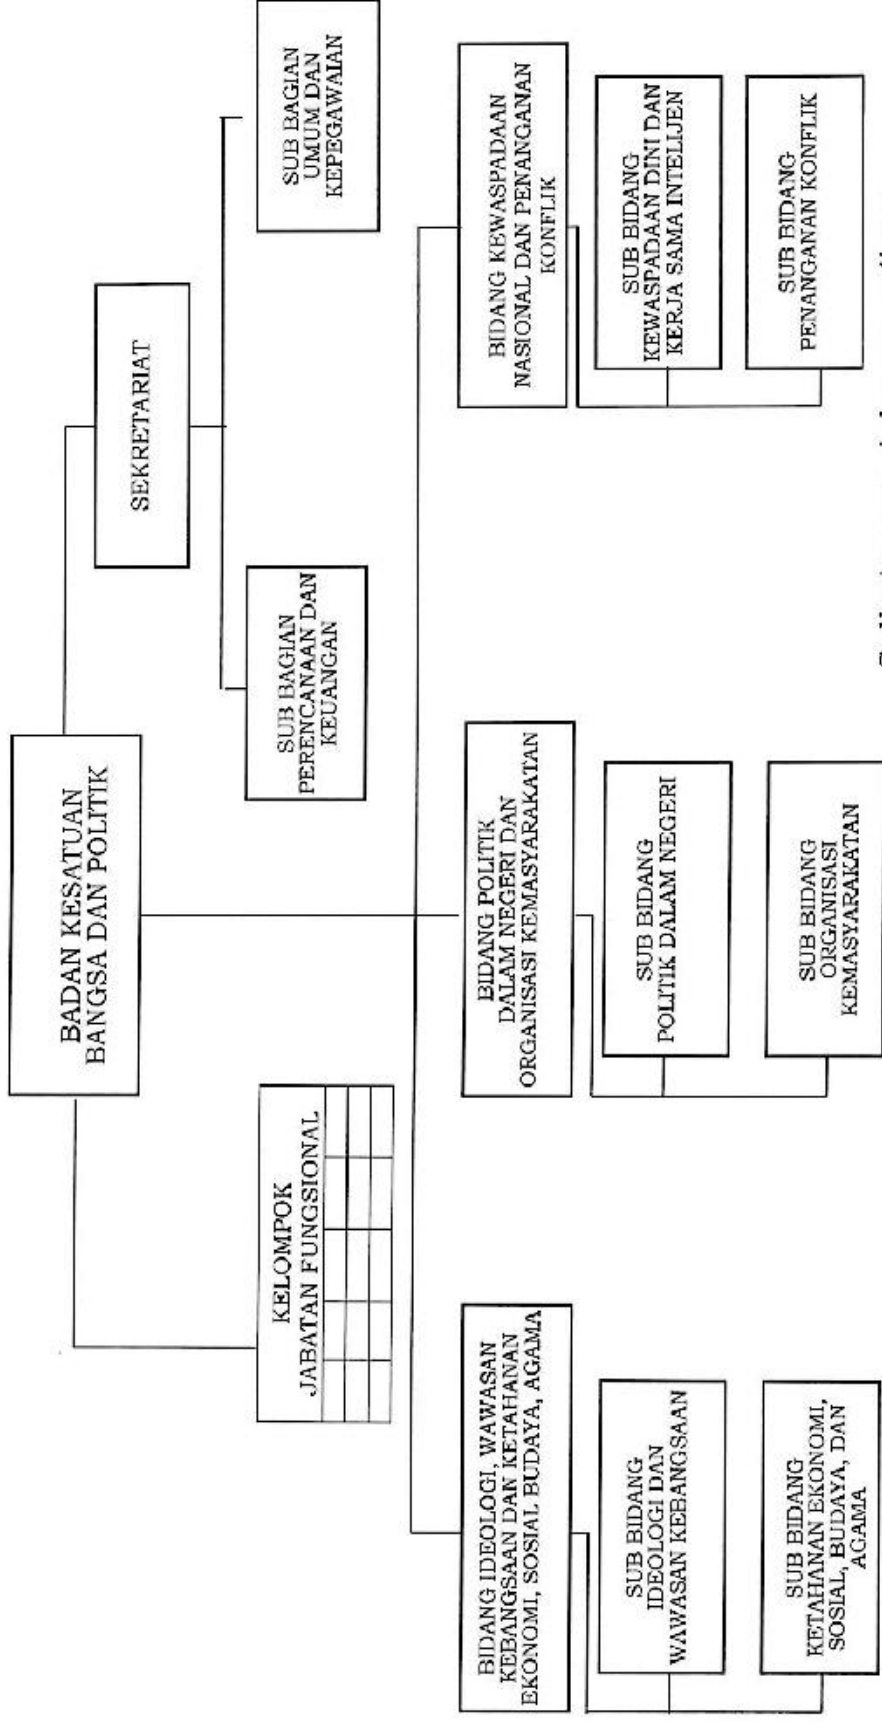 BADAN KESATUAN
BANGSA DAN POLITIK
SEKRETARIAT
KELOMPOK
JABATAN FUNGSIONAL
SUB BAGIAN
PERENCANAAN DAN
KEUANGAN
SUB BAGIAN
UMUM DAN
KEPEGAWAIAN
BIDANG IDEOLOGI, WAWASAN
KEBANGSAAN DAN KETAHANAN
EKONOMI, SOSIAL BUDAYA, AGAMA
SUB BIDANG
IDEOLOGI DAN
WAWASAN KEBANGSAAN
SUB BIDANG
KETAHANAN EKONOMI,
SOSIAL, BUDAYA, DAN
AGAMA
BIDANG POLITIK
DALAM NEGERI DAN
ORGANISASI KEMASYARAKATAN
SUB BIDANG
POLITIK DALAM NEGERI
SUB BIDANG
ORGANISASI
KEMASYARAKATAN
BIDANG KEWASPADAAN
NASIONAL DAN PENANGANAN
KONFLIK
SUB BIDANG
KEWASPADAAN DINI DAN
KERJA SAMA INTELIJEN
SUB BIDANG
PENANGANAN KONFLIK